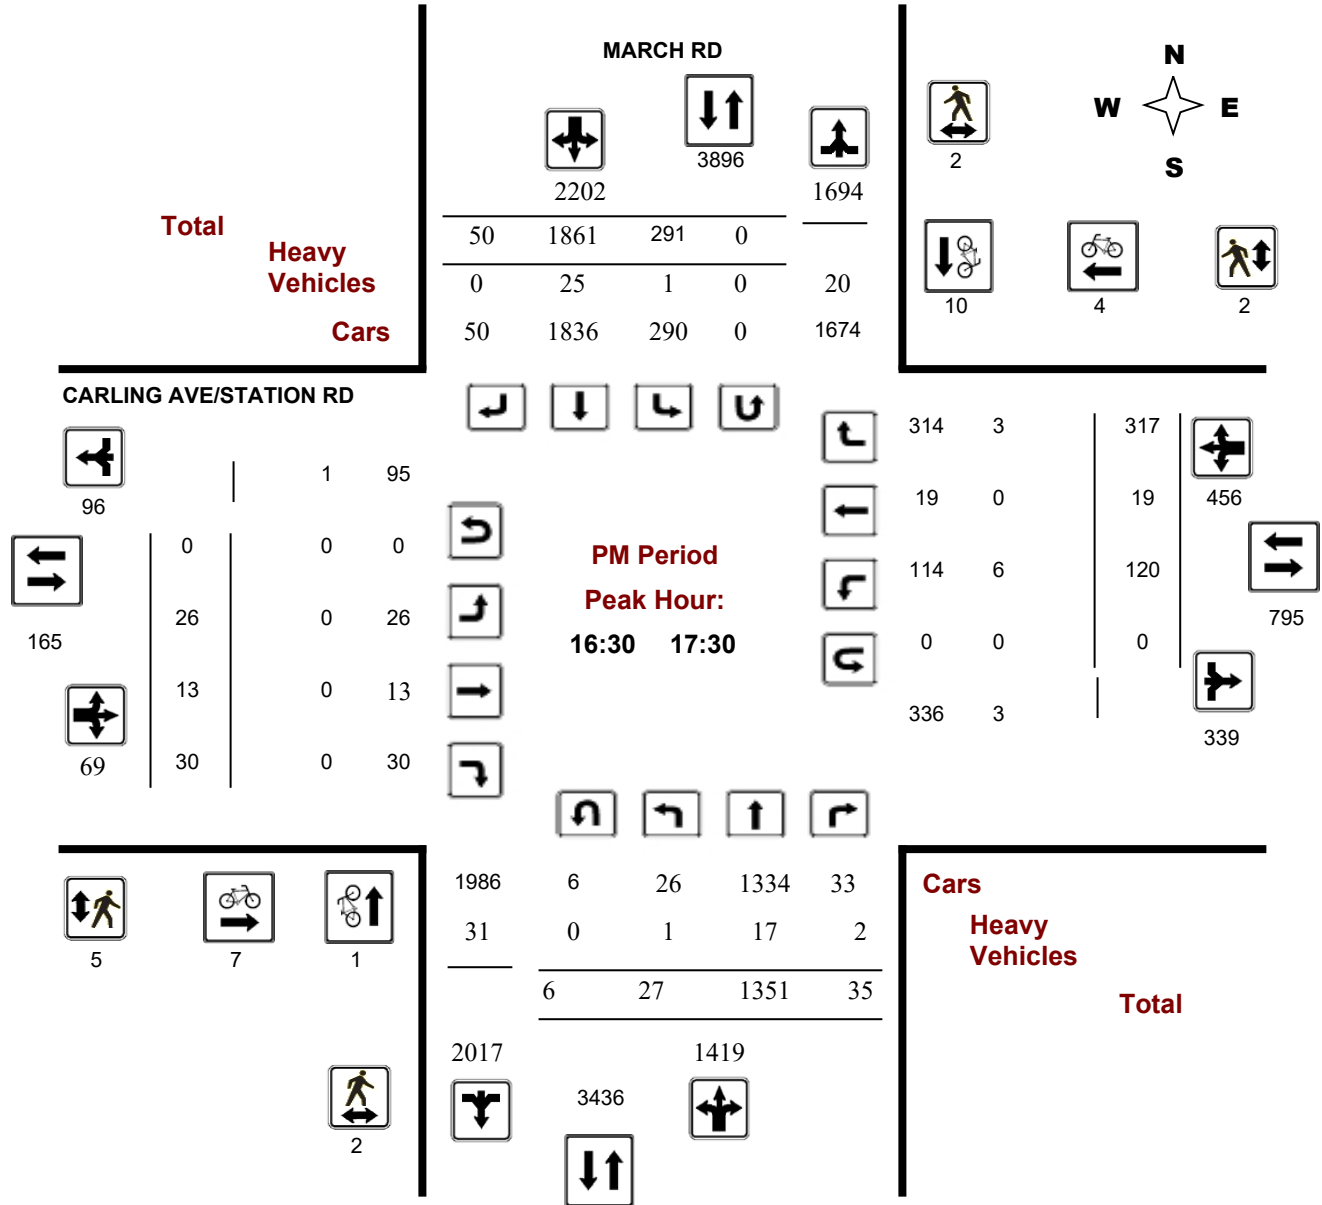 MARCH RD
N
W E
S
3896
2
2202
1694
Total
50 1861 291 0
Heavy
Vehicles
0 25 1 0 20
10 4 2
Cars
50 1836 290 0 1674
CARLING AVE/STATION RD
314 3 317
1 95
96
19 0 19 456
0 0 0
PM Period
114 6 120
Peak Hour:
26 0 26
795
165
16:30 17:30
0 0 0
13 0 13
336 3
339
69 30 0 30
1986 6 26 1334 33
Cars
31 0 1 17 2
Heavy
Vehicles
5 7 1
6 27 1351 35
Total
2017 1419
3436
2